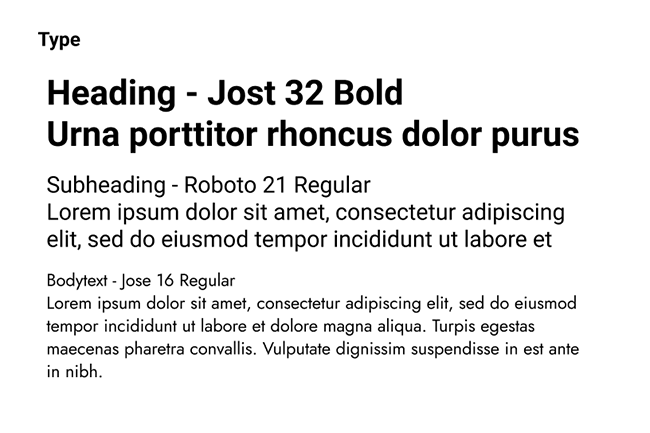 Type
Heading - Jost 32 Bold
Urna porttitor rhoncus dolor purus
Subheading - Roboto 21 Regular
Lorem ipsum dolor sit amet, consectetur adipiscing
elit, sed do eiusmod tempor incididunt ut labore et
Bodytext - Jose 16 Regular
Lorem ipsum dolor sit amet, consectetur adipiscing elit, sed do eiusmod
tempor incididunt ut labore et dolore magna aliqua. Turpis egestas
maecenas pharetra convallis. Vulputate dignissim suspendisse in est ante
in nibh.